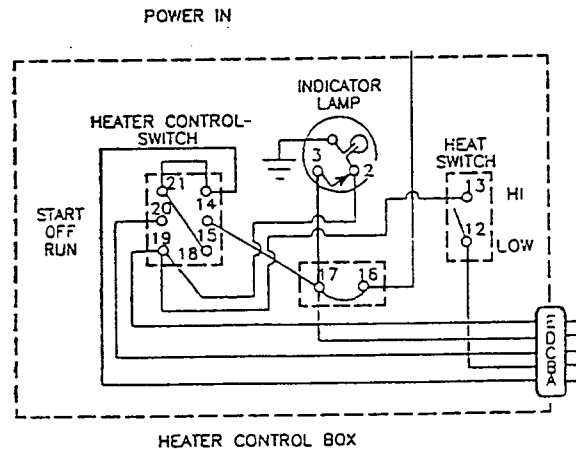 POWER IN
INDICATOR
LAMP
HEATER CONTROL-
SWITCH
HEAT
SWITCH
21
14
3
2
13
HI
START
OFF
RUN
20
15
19
18
12
LOW
17
16
E
D
C
B
A
HEATER CONTROL BOX